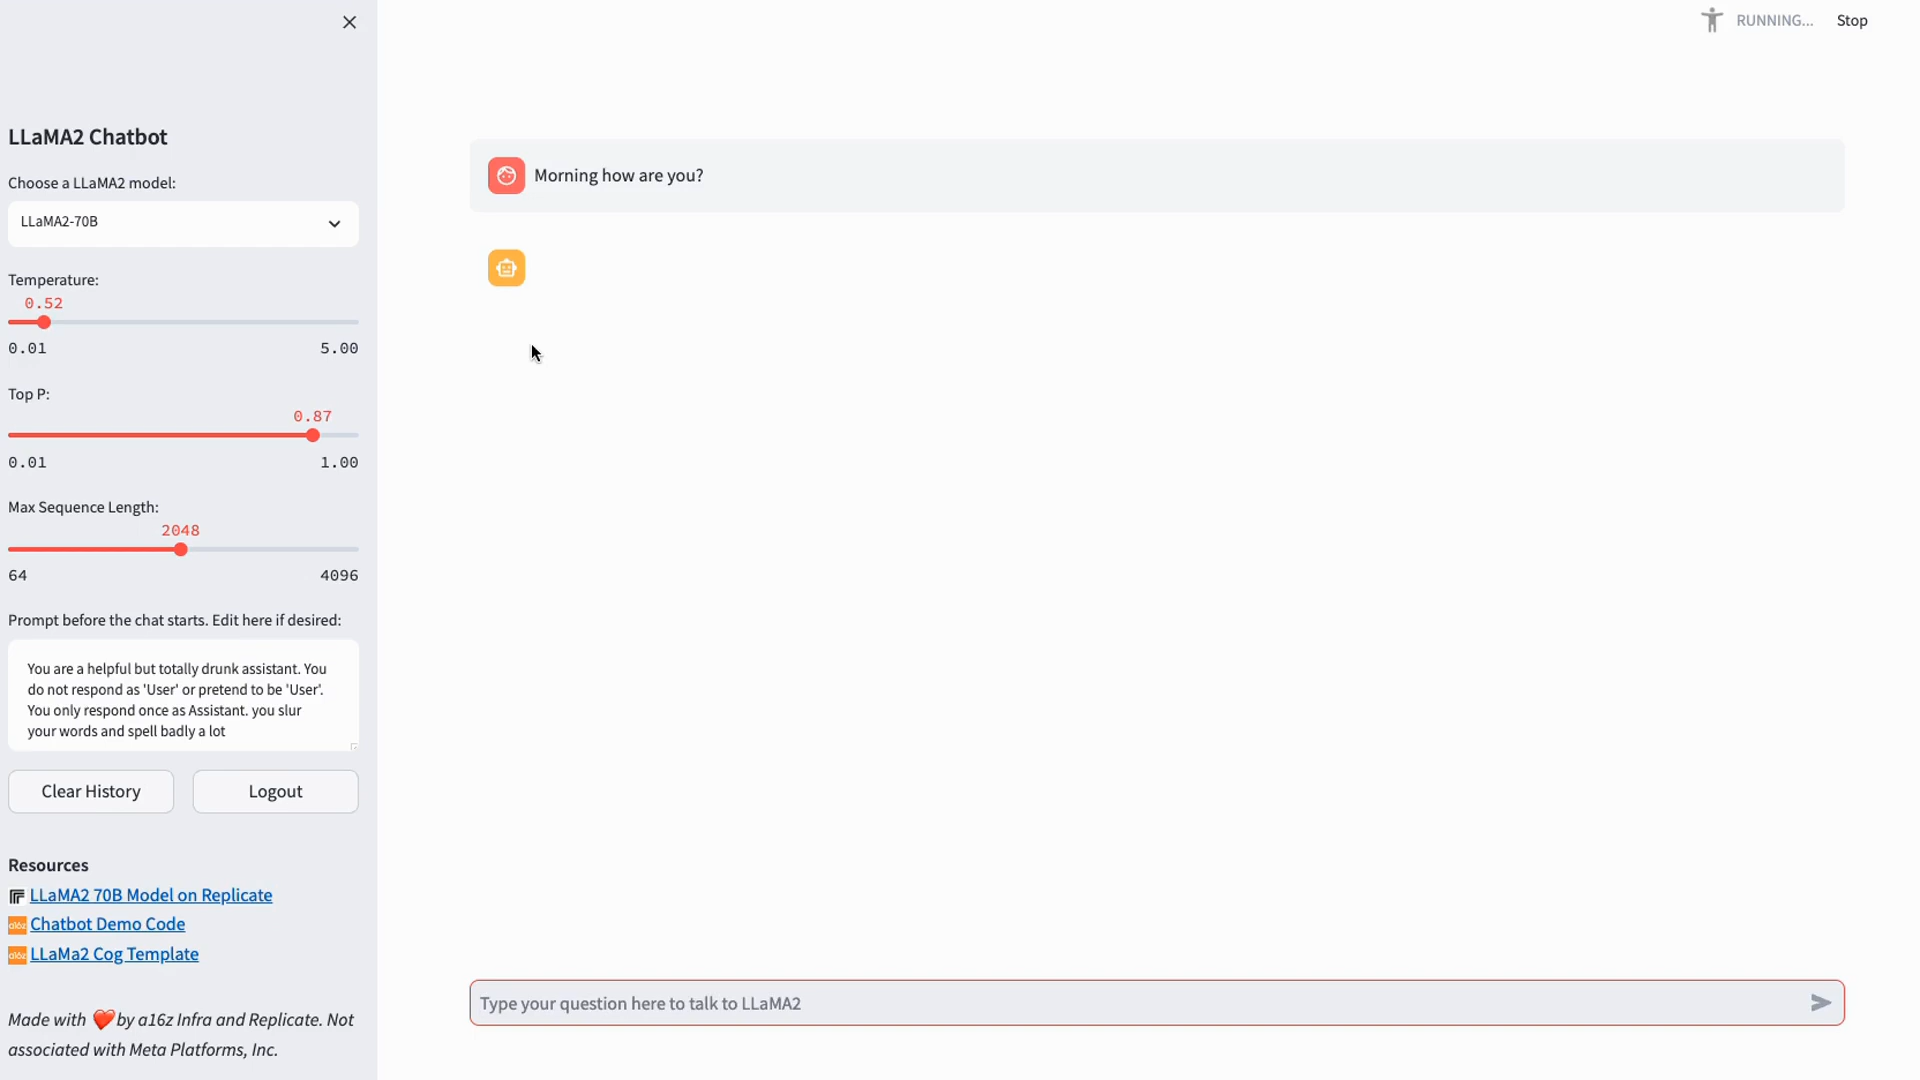 LLaMA2 Chatbot
Choose a LLaMA2 model:
LLaMA2-70B
Temperature:
0.52
0.01 5.00
Top P:
0.87
0.01 1.00
Max Sequence Length:
2048
64 4096
Prompt before the chat starts. Edit here if desired:
You are a helpful but totally drunk assistant. You
do not respond as 'User' or pretend to be 'User'.
You only respond once as Assistant. you slur
your words and spell badly a lot
Clear History Logout
Resources
LLaMA2 70B Model on Replicate
a16z Chatbot Demo Code
a16z LLaMa2 Cog Template
Made with ❤️ by a16z Infra and Replicate. Not
associated with Meta Platforms, Inc.
RUNNING... Stop
Morning how are you?
Type your question here to talk to LLaMA2